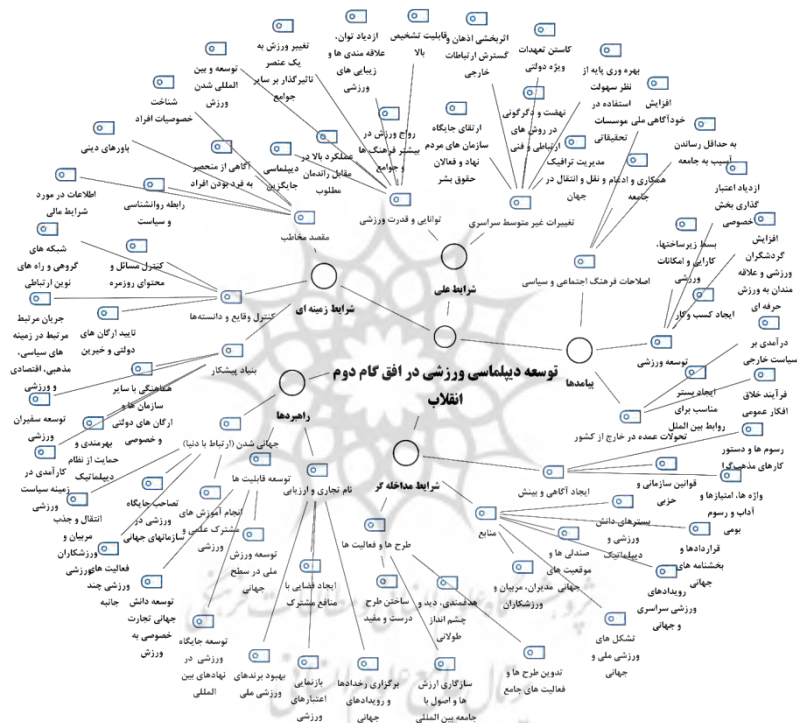 توسعه دیپلماسی ورزشی در افق گام دوم
انقلاب
شرایط علی
شرایط زمینه ای
راهبردها
شرایط مداخله گر
پیامدها
اثربخشی اذهان و
گسترش ارتباطات
خارجی
قابلیت تشخیص
بالا
ازدیاد توان،
علاقه مندی ها و
زیبایی های
ورزشی
تغییر ورزش به
یک عنصر
تاثیرگذار بر سایر
جوامع
توسعه و بین
المللی شدن
ورزش
شناخت
خصوصیات افراد
باورهای دینی
اطلاعات در مورد
شرایط مالی
شبکه های
گروهی و راه های
نوین ارتباطی
جریان مرتبط
مرتبط در زمینه
های سیاسی،
مذهبی، اقتصادی
و ورزشی
توسعه سفیران
ورزشی
کاستن تعهدات
ویژه دولتی
بهره وری پایه از
نظر سهولت
استفاده در
موسسات
تحقیقاتی
افزایش
خودآگاهی ملی
به حداقل رساندن
آسیب به جامعه
ازدیاد اعتبار
گذاری بخش
خصوصی
افزایش
گردشگران
ورزشی و علاقه
مندان به ورزش
حرفه ای
نهضت و دگرگونی
در روش های
ارتباطی و فنی
ارتقای جایگاه
سازمان های مردم
نهاد و فعالان
حقوق بشر
مدیریت ترافیک
و نقل و انتقال در
جهان
همکاری و ادغام
جامعه
رواج ورزش در
بیشتر فرهنگ ها
و جوامع
عملکرد بالا در
مقابل راندمان
مطلوب
دیپلماسی
جایگزین
آگاهی از منحصر
به فرد بودن افراد
رابطه روانشناسی
و سیاست
کنترل مسائل و
محتوای روزمره
تایید ارگان های
دولتی و خیرین
هماهنگی با سایر
سازمان ها و
ارگان های دولتی
و خصوصی
مقصد مخاطب
توانایی و قدرت ورزشی
تغییرات غیر متوسط سراسری
اصلاحات فرهنگ اجتماعی و سیاسی
بسط زیرساختها،
کارایی و امکانات
ورزشی
ایجاد کسب وکار
توسعه ورزشی
درآمدی بر
سیاست خارجی
ایجاد بستر
مناسب برای
روابط بین الملل
فرآیند خلاق
افکار عمومی
تحولات عمده در خارج از کشور
کنترل وقایع و دانسته‌ها
بنیاد پیشکار
جهانی شدن (ارتباط با دنیا)
توسعه قابلیت ها
نام تجاری و ارزیابی
طرح ها و فعالیت ها
منابع
ایجاد آگاهی و بینش
رسوم ها و دستور
کارهای مذهب‌گرا
قوانین سازمانی و
حزبی
واژه ها، امتیازها و
آداب و رسوم
بومی
بسترهای دانش
ورزشی و
دیپلماتیک
قراردادها و
بخشنامه های
جهانی
صندلی ها و
موقعیت های
جهانی
رویدادهای
ورزشی سراسری
و جهانی
مدیران، مربیان و
ورزشکاران
تشکل های
ورزشی ملی و
جهانی
بهرمندی و
حمایت از نظام
دیپلماتیک
کارآمدی در
زمینه سیاست
ورزشی
تصاحب جایگاه
ورزشی در
سازمانهای جهانی
انتقال و جذب
مربیان و
ورزشکاران
ورزشی
فعالیت های
ورزشی چند
جانبه
انجام آموزش های
مشترک علمی و
ورزشی
توسعه ورزش
ملی در سطح
جهانی
توسعه دانش
جهانی تجارت
خصوصی به
ورزش
توسعه جایگاه
ورزشی در
نهادهای بین
المللی
ایجاد فضایی با
منافع مشترک
بهبود برندهای
ورزشی ملی
بازنمایی
اعتبارهای
ورزشی
برگزاری رخدادها
و رویدادهای
جهانی
ساختن طرح
درست و مفید
هدفمندی، دید و
چشم انداز
طولانی
سازگاری ارزش
ها و اصول با
جامعه بین المللی
تدوین طرح ها و
فعالیت های جامع